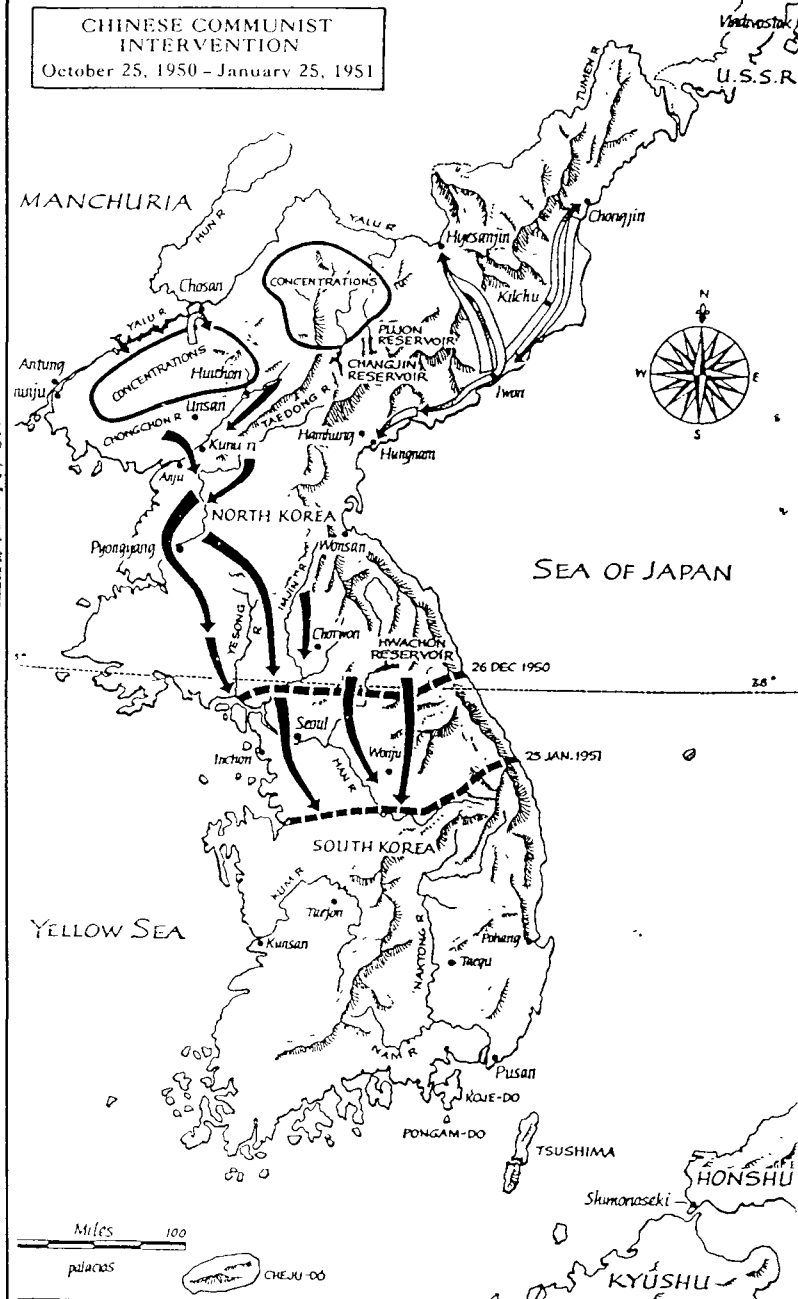 CHINESE COMMUNIST
INTERVENTION
October 25, 1950 – January 25, 1951
Vladivostok
U.S.S.R
TUMEN R
MANCHURIA
HUN R
YALU R
Hyesanjin
Chongjin
Chosan
CONCENTRATIONS
Kilchu
N
YALU R
PUJON
RESERVOIR
CONCENTRATIONS
Huichon
CHANGJIN
RESERVOIR
W
E
S
Antung
Iwon
Unsan
TAEDONG R
CHONGCHON R
Hamhung
Hungnam
Kunu ri
Anju
NORTH KOREA
Pyongyang
Wonsan
SEA OF JAPAN
IMJIN R
YESONG
R
Chorwon
HWACHON
RESERVOIR
26 DEC 1950
38°
Seoul
Inchon
Wonju
HAN R
25 JAN. 1951
SOUTH KOREA
KUM R
Taejon
YELLOW SEA
Kunsan
NAKTONG R
Pohang
Taegu
NAM R
Pusan
KOJE-DO
PONGAM-DO
TSUSHIMA
HONSHU
Shimonoseki
Miles 100
palacios
CHEJU-DO
KYUSHU